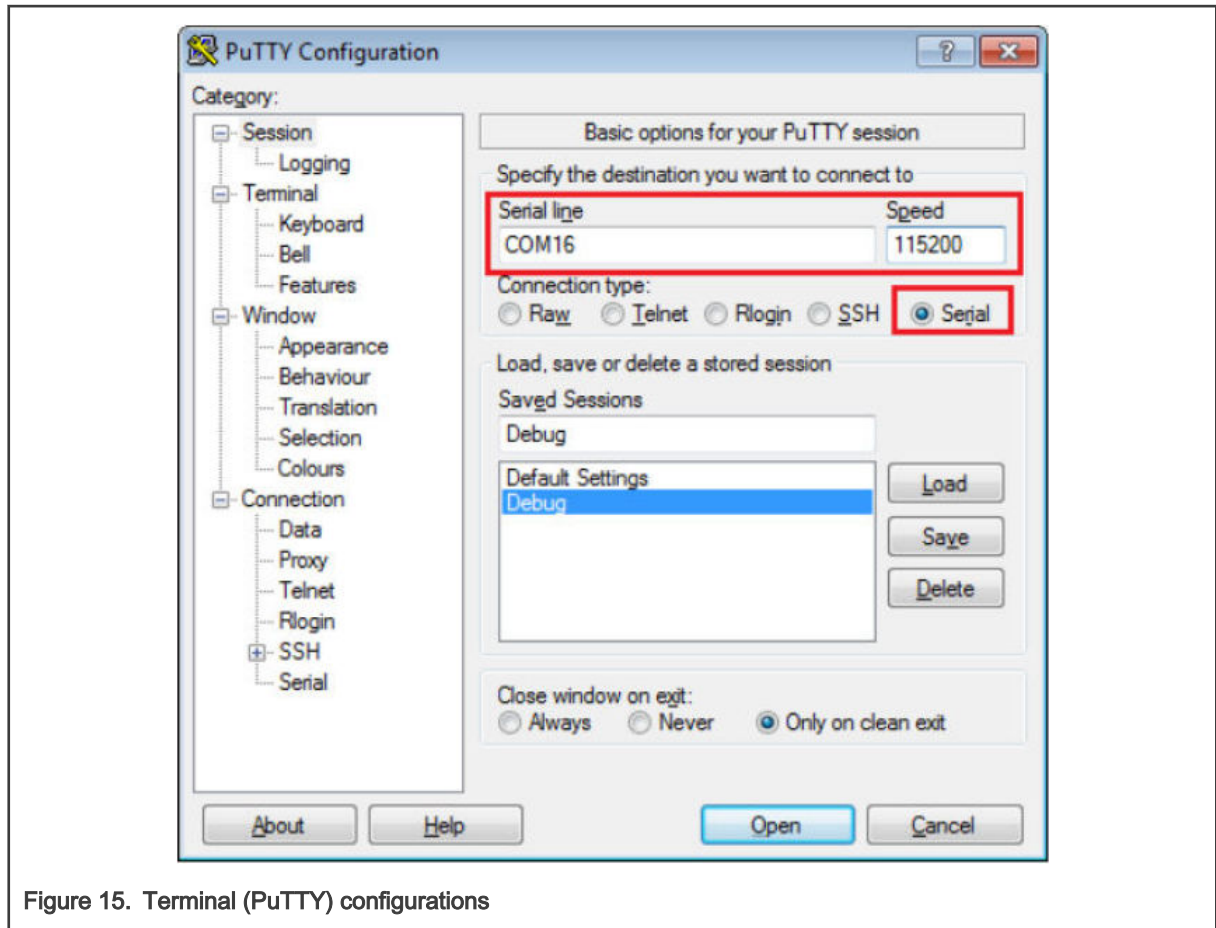 PuTTY Configuration
Category:
Session
Logging
Terminal
Keyboard
Bell
Features
Window
Appearance
Behaviour
Translation
Selection
Colours
Connection
Data
Proxy
Telnet
Rlogin
SSH
Serial
Basic options for your PuTTY session
Specify the destination you want to connect to
Serial line Speed
COM16 115200
Connection type:
Raw Telnet Rlogin SSH Serial
Load, save or delete a stored session
Saved Sessions
Debug
Default Settings
Debug
Load
Save
Delete
Close window on exit:
Always Never Only on clean exit
About Help Open Cancel
Figure 15. Terminal (PuTTY) configurations